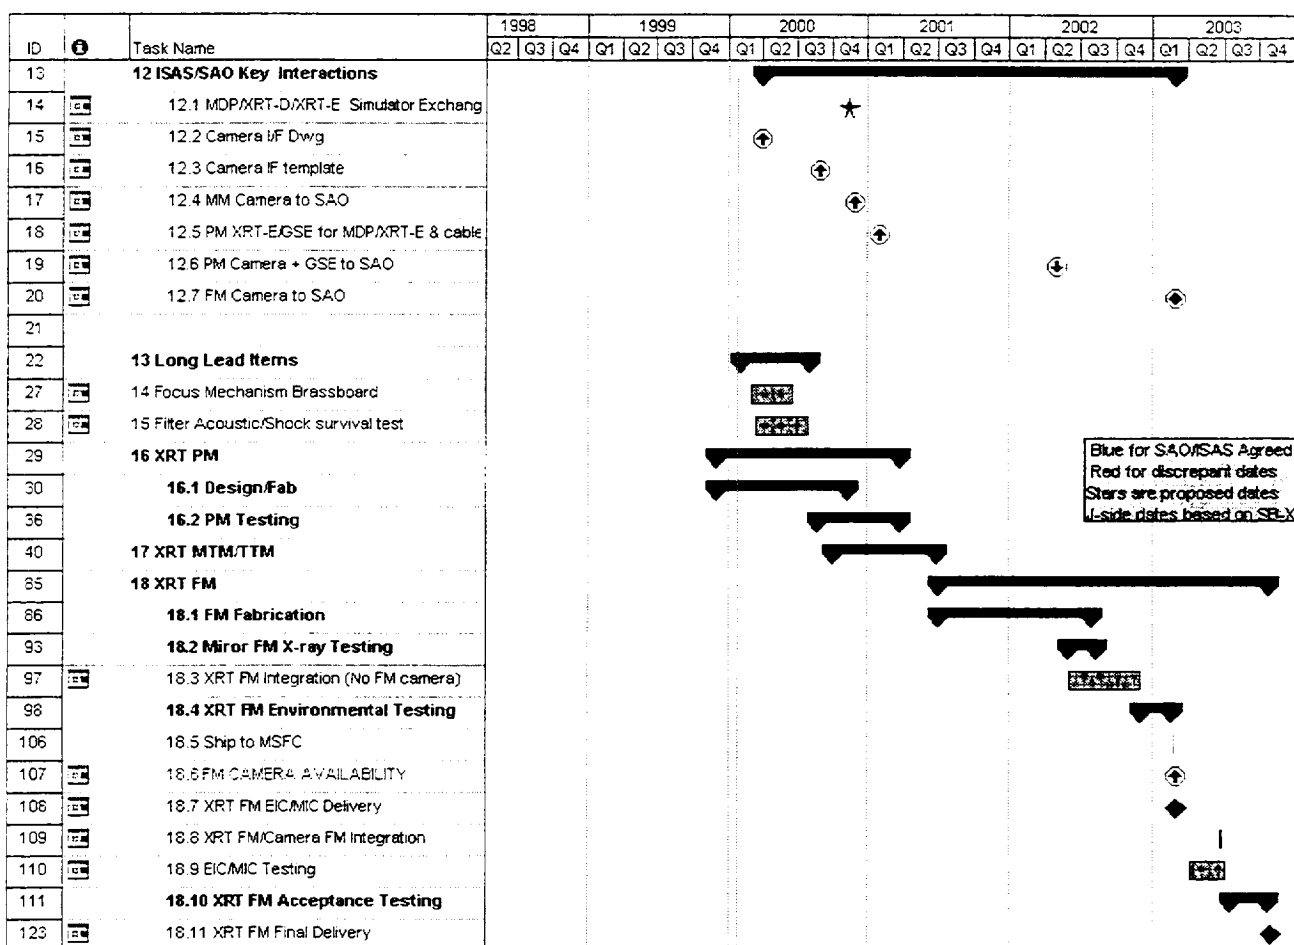 1998 1999 2000 2001 2002 2003
ID Task Name Q2 Q3 Q4 Q1 Q2 Q3 Q4 Q1 Q2 Q3 Q4 Q1 Q2 Q3 Q4 Q1 Q2 Q3 Q4 Q1 Q2 Q3 Q4
13 12 ISAS/SAO Key Interactions
14 12.1 MDP/XRT-D/XRT-E Simulator Exchang
15 12.2 Camera I/F Dwg
16 12.3 Camera IF template
17 12.4 MM Camera to SAO
18 12.5 PM XRT-E/GSE for MDP/XRT-E & cable
19 12.6 PM Camera + GSE to SAO
20 12.7 FM Camera to SAO
21
22 13 Long Lead Items
27 14 Focus Mechanism Brassboard
28 15 Filter Acoustic/Shock survival test
29 16 XRT PM
Blue for SAO/ISAS Agreed
30 16.1 Design/Fab
Red for discrepant dates
Stars are proposed dates
36 16.2 PM Testing
J-side dates based on SB-X
40 17 XRT MTM/TTM
85 18 XRT FM
86 18.1 FM Fabrication
93 18.2 Miror FM X-ray Testing
97 18.3 XRT FM Integration (No FM camera)
98 18.4 XRT FM Environmental Testing
106 18.5 Ship to MSFC
107 18.6 FM CAMERA AVAILABILITY
108 18.7 XRT FM EIC/MIC Delivery
109 18.8 XRT FM/Camera FM Integration
110 18.9 EIC/MIC Testing
111 18.10 XRT FM Acceptance Testing
123 18.11 XRT FM Final Delivery